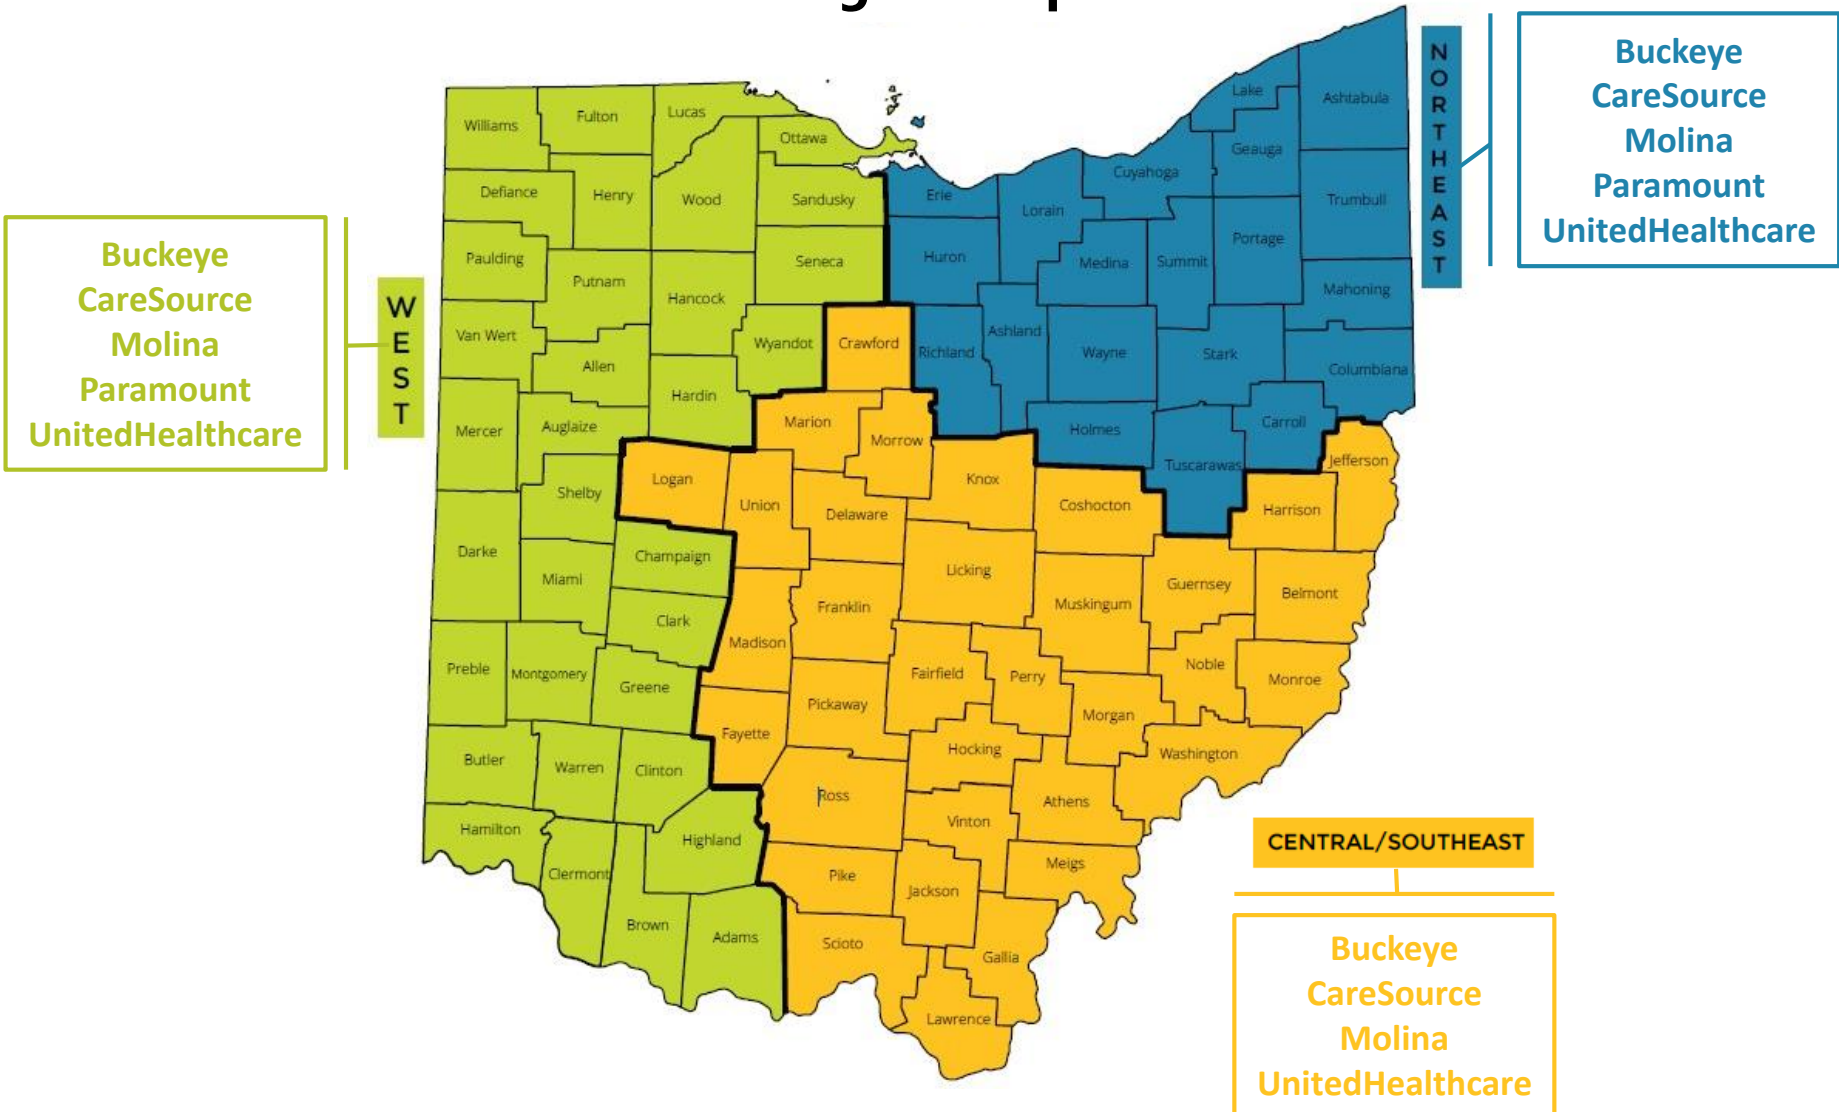 Lake
Ashtabula
Williams
Fulton
Lucas
Ottawa
Geauga
Cuyahoga
Defiance
Henry
Wood
Sandusky
Erie
Lorain
Trumbull
Paulding
Putnam
Hancock
Seneca
Huron
Medina
Summit
Portage
Mahoning
Van Wert
Allen
Wyandot
Crawford
Richland
Ashland
Wayne
Stark
Columbiana
Hardin
Mercer
Auglaize
Marion
Morrow
Holmes
Tuscarawas
Carroll
Jefferson
Shelby
Logan
Union
Delaware
Knox
Coshocton
Harrison
Darke
Miami
Champaign
Clark
Madison
Franklin
Licking
Muskingum
Guernsey
Belmont
Preble
Montgomery
Greene
Fayette
Pickaway
Fairfield
Perry
Morgan
Noble
Monroe
Butler
Warren
Clinton
Ross
Hocking
Athens
Washington
Hamilton
Clermont
Highland
Vinton
Meigs
Pike
Jackson
Brown
Adams
Scioto
Gallia
Lawrence
WEST
Buckeye
CareSource
Molina
Paramount
UnitedHealthcare
NORTHEAST
Buckeye
CareSource
Molina
Paramount
UnitedHealthcare
CENTRAL/SOUTHEAST
Buckeye
CareSource
Molina
UnitedHealthcare